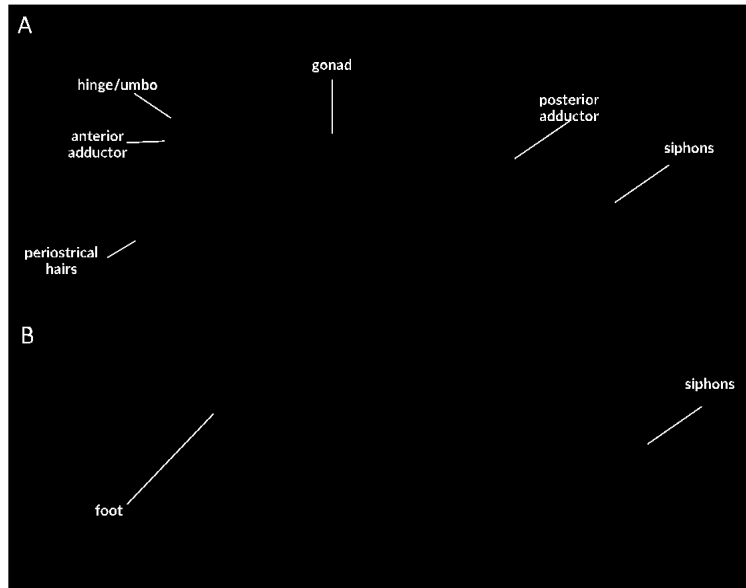 A
gonad
hinge/umbo
posterior
adductor
anterior
adductor
siphons
periostrical
hairs
B
siphons
foot